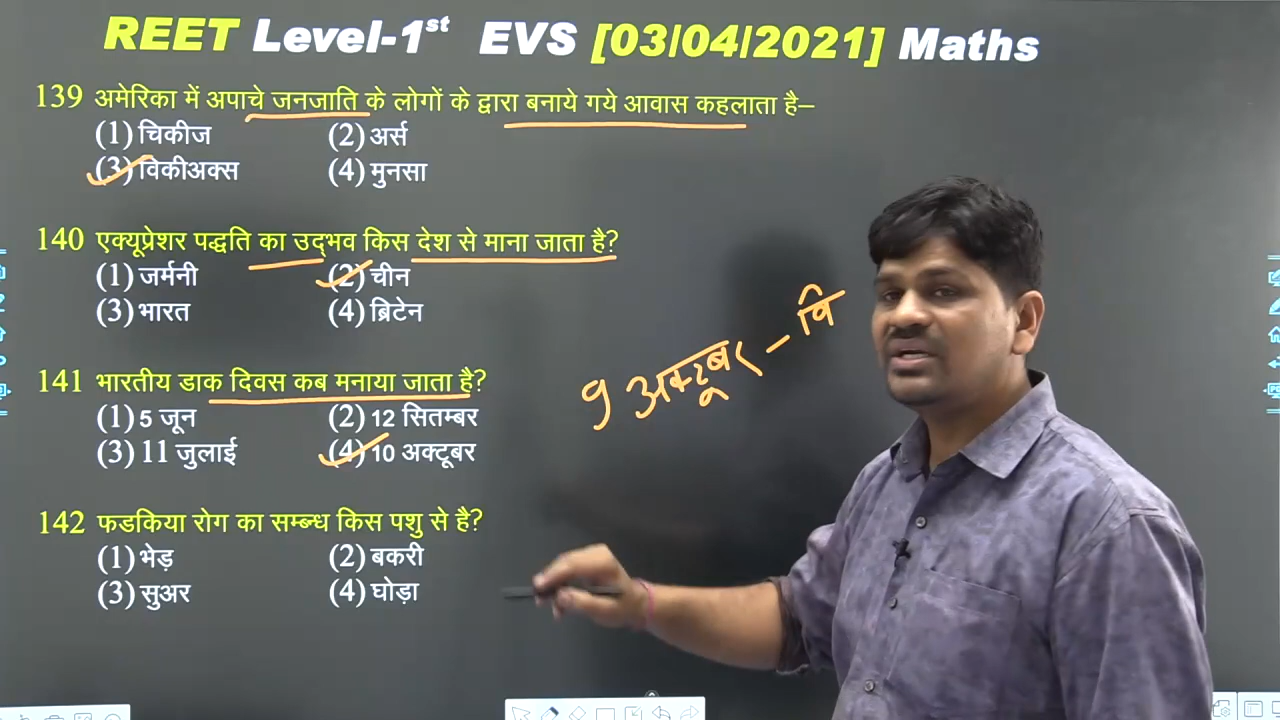 REET Level-1st EVS [03/04/2021] Maths
139 अमेरिका में अपाचे जनजाति के लोगों के द्वारा बनाये गये आवास कहलाता है–
(1) चिकीज (2) अर्स
(3) विकीअक्स (4) मुनसा
140 एक्यूप्रेशर पद्धति का उद्भव किस देश से माना जाता है?
(1) जर्मनी (2) चीन
(3) भारत (4) ब्रिटेन
9 अक्टूबर – वि
141 भारतीय डाक दिवस कब मनाया जाता है?
(1) 5 जून (2) 12 सितम्बर
(3) 11 जुलाई (4) 10 अक्टूबर
142 फडकिया रोग का सम्बन्ध किस पशु से है?
(1) भेड़ (2) बकरी
(3) सुअर (4) घोड़ा